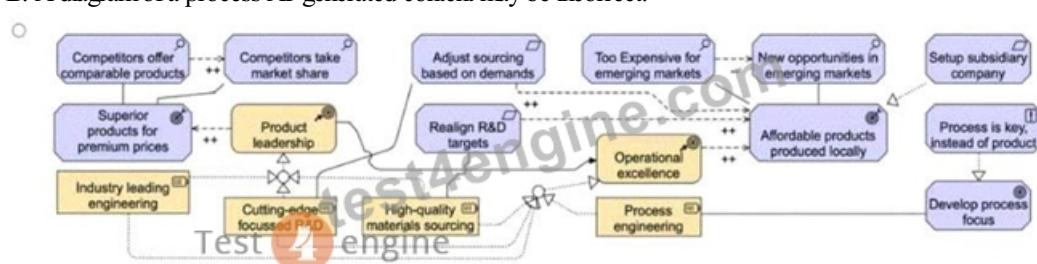 Competitors offer
comparable products
++
Competitors take
market share
Adjust sourcing
based on demands
Too Expensive for
emerging markets
New opportunities in
emerging markets
Setup subsidiary
company
Superior
products for
premium prices
++
Product
leadership
Realign R&D
targets
++
++
Operational
excellence
++
Affordable products
produced locally
Process is key,
instead of product
Industry leading
engineering
Cutting-edge
focussed R&D
High-quality
materials sourcing
Process
engineering
Develop process
focus
test4engine.com
Test 4 engine